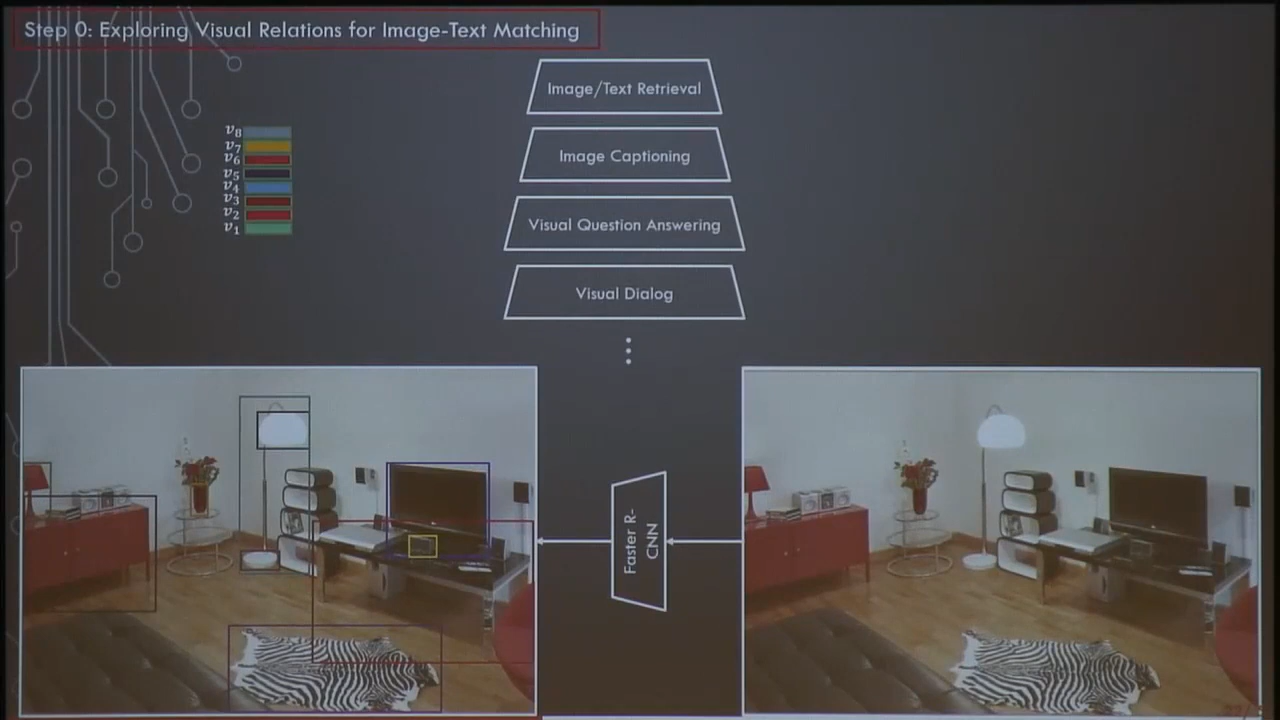 Step 0: Exploring Visual Relations for Image-Text Matching
Image/Text Retrieval
Image Captioning
Visual Question Answering
Visual Dialog
v8
v7
v6
v5
v4
v3
v2
v1
Faster R-
CNN